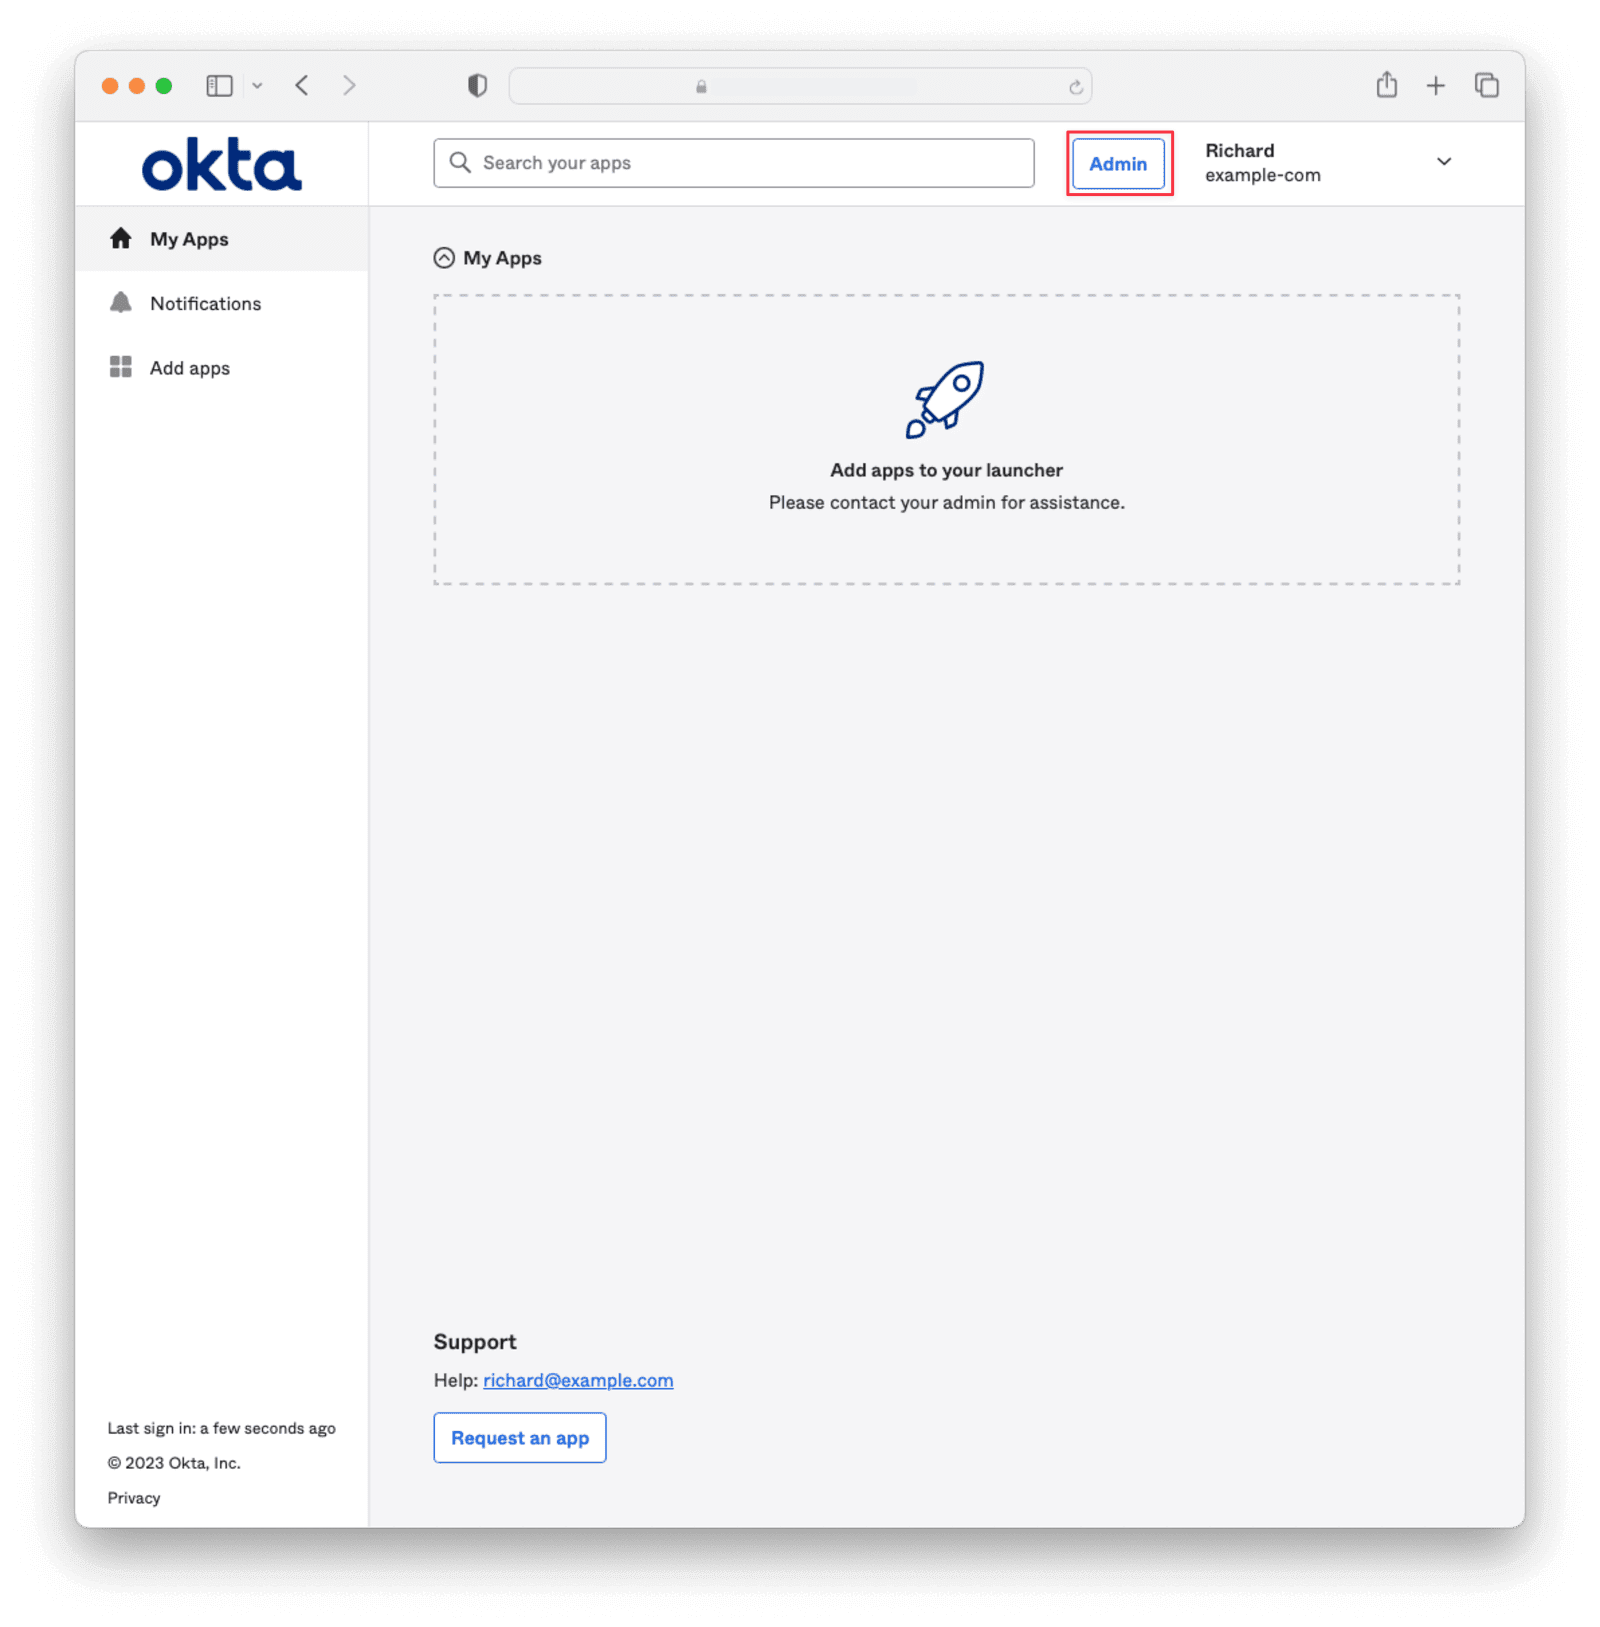 okta
Search your apps
Admin
Richard
example-com
My Apps
Notifications
Add apps
My Apps
Add apps to your launcher
Please contact your admin for assistance.
Support
Help: richard@example.com
Request an app
Last sign in: a few seconds ago
© 2023 Okta, Inc.
Privacy